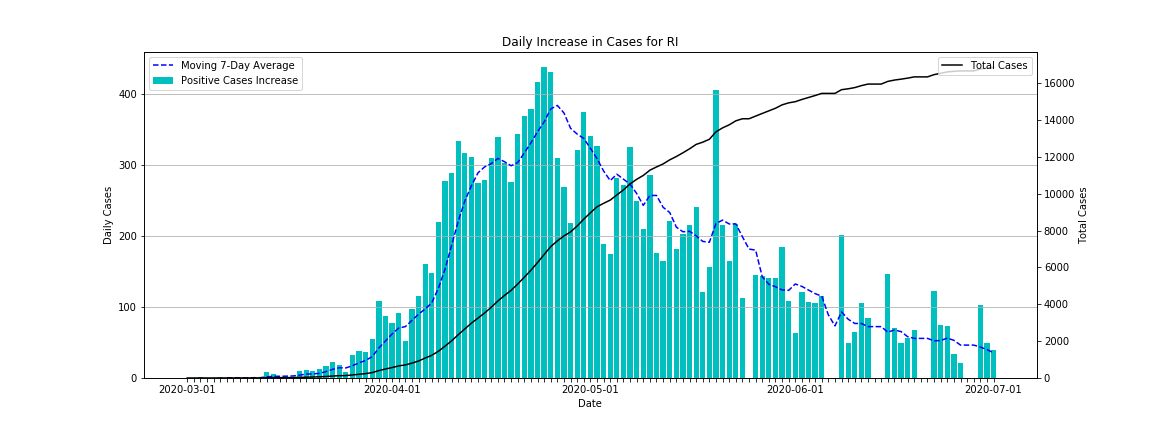 Daily Increase in Cases for RI
Moving 7-Day Average
Positive Cases Increase
Total Cases
400
300
200
100
0
Daily Cases
16000
14000
12000
10000
8000
6000
4000
2000
0
Total Cases
2020-03-01
2020-04-01
2020-05-01
2020-06-01
2020-07-01
Date